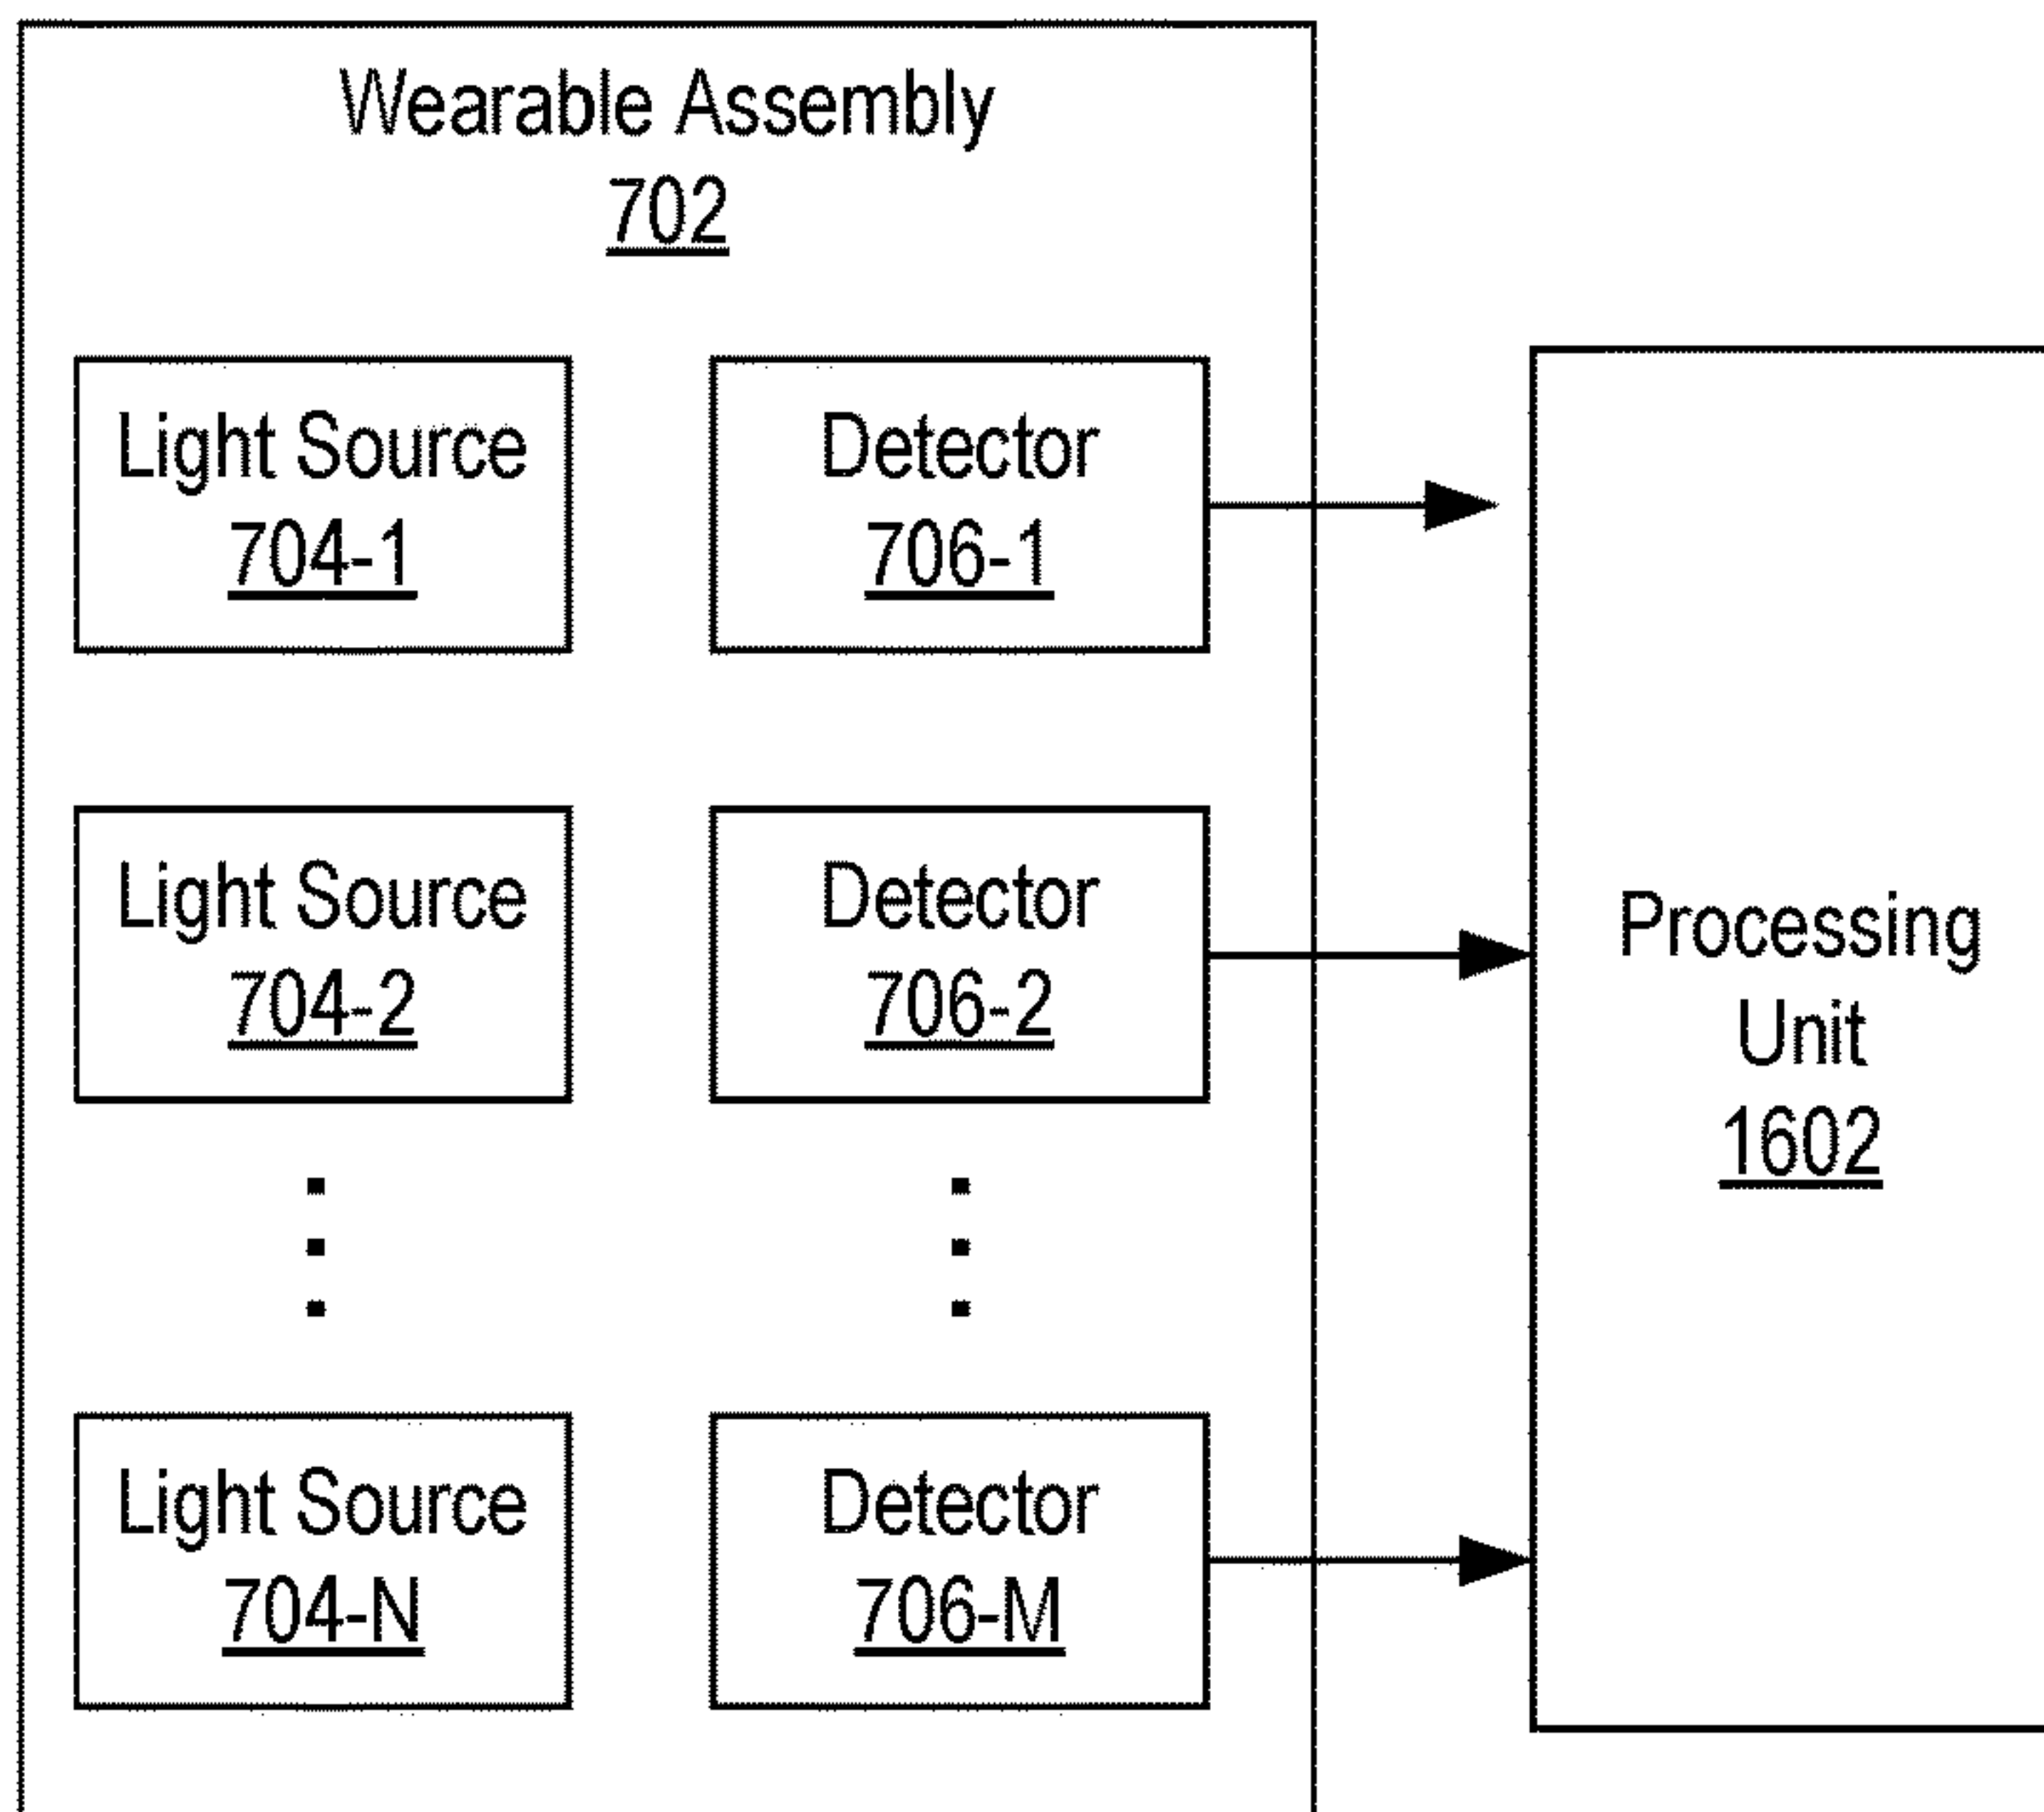 Wearable Assembly
702
Light Source
704-1
Detector
706-1
Light Source
704-2
Detector
706-2
Processing
Unit
1602
Light Source
704-N
Detector
706-M